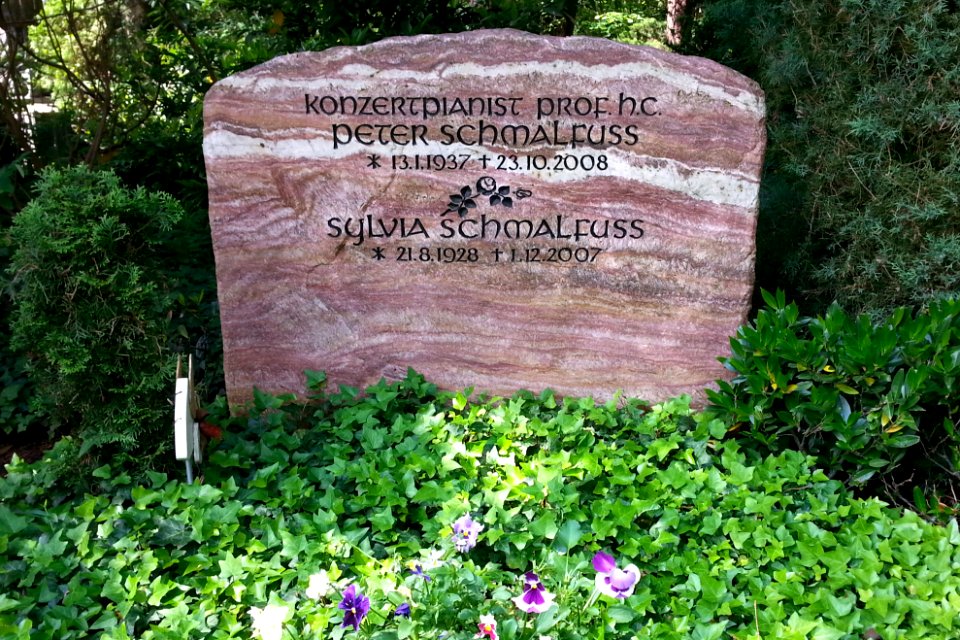 KONZERTPIANIST PROF. H.C.
PETER SCHMALFUSS
* 13.1.1937 † 23.10.2008
SYLVIA SCHMALFUSS
* 21.8.1928 † 1.12.2007